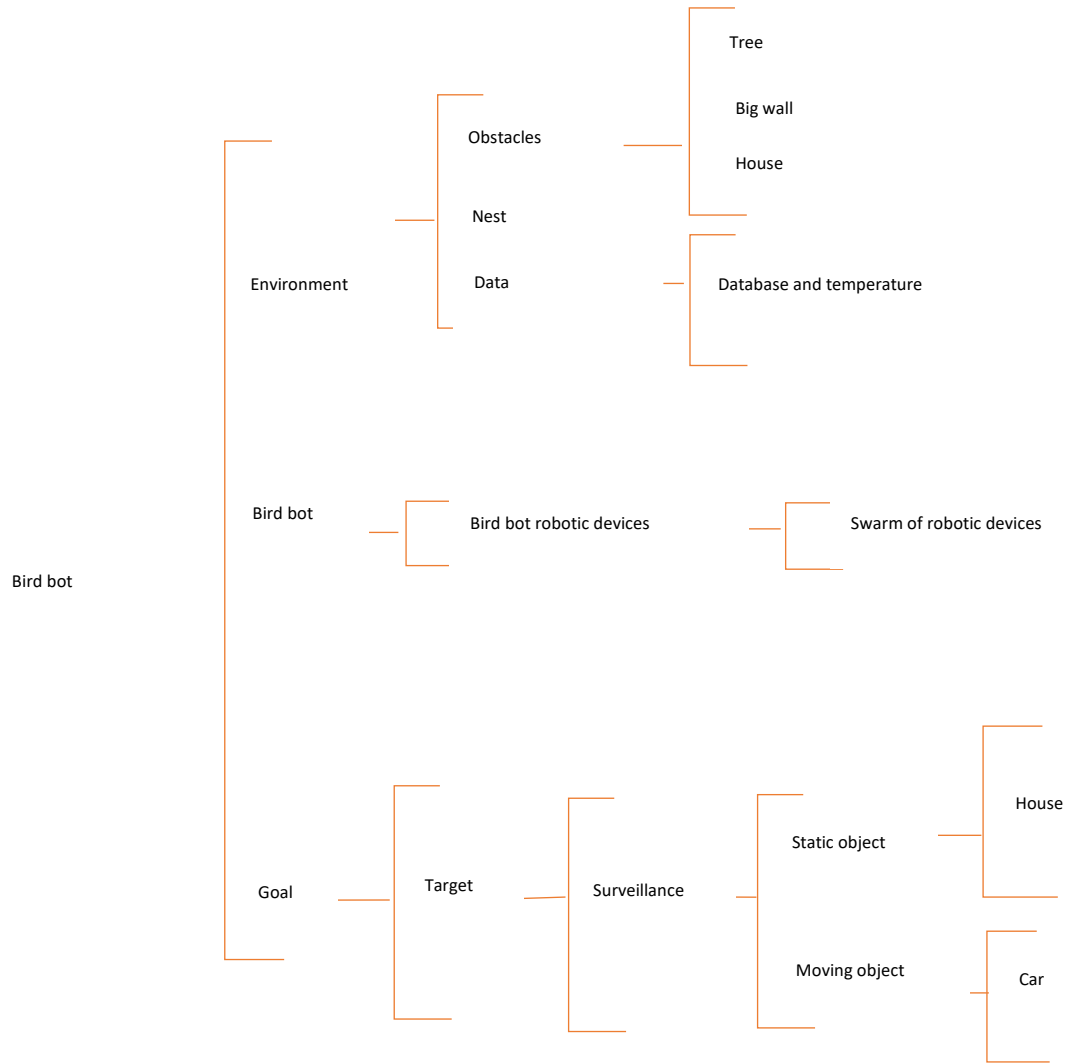 Tree
Big wall
Obstacles
House
Nest
Data
Environment
Database and temperature
Bird bot
Bird bot robotic devices
Swarm of robotic devices
Bird bot
House
Static object
Goal
Target
Surveillance
Moving object
Car